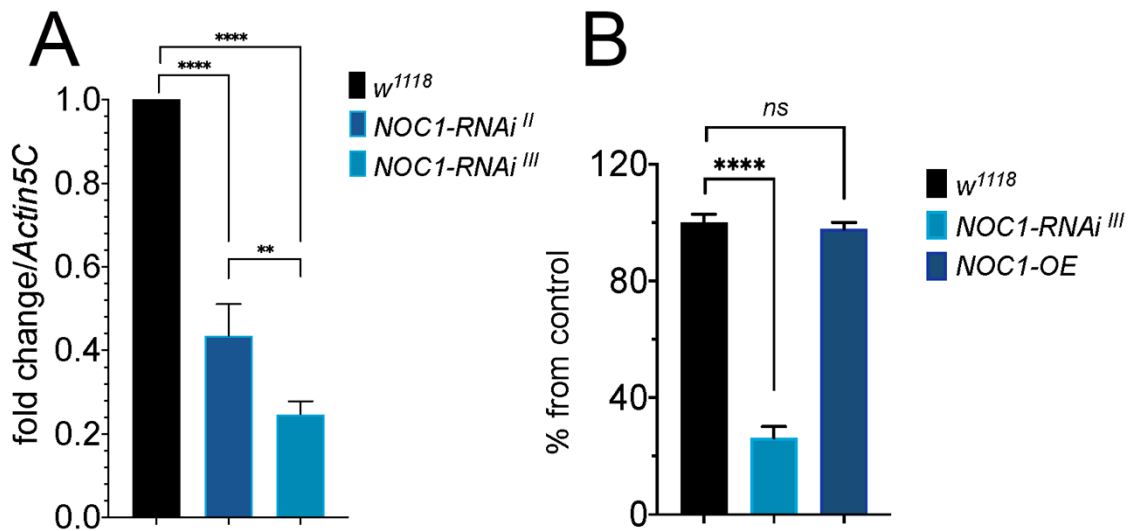 A
****
****
**
fold change/Actin5C
1.0
0.8
0.6
0.4
0.2
0.0
w1118
NOC1-RNAi II
NOC1-RNAi III
B
ns
****
% from control
120
80
40
0
w1118
NOC1-RNAi III
NOC1-OE